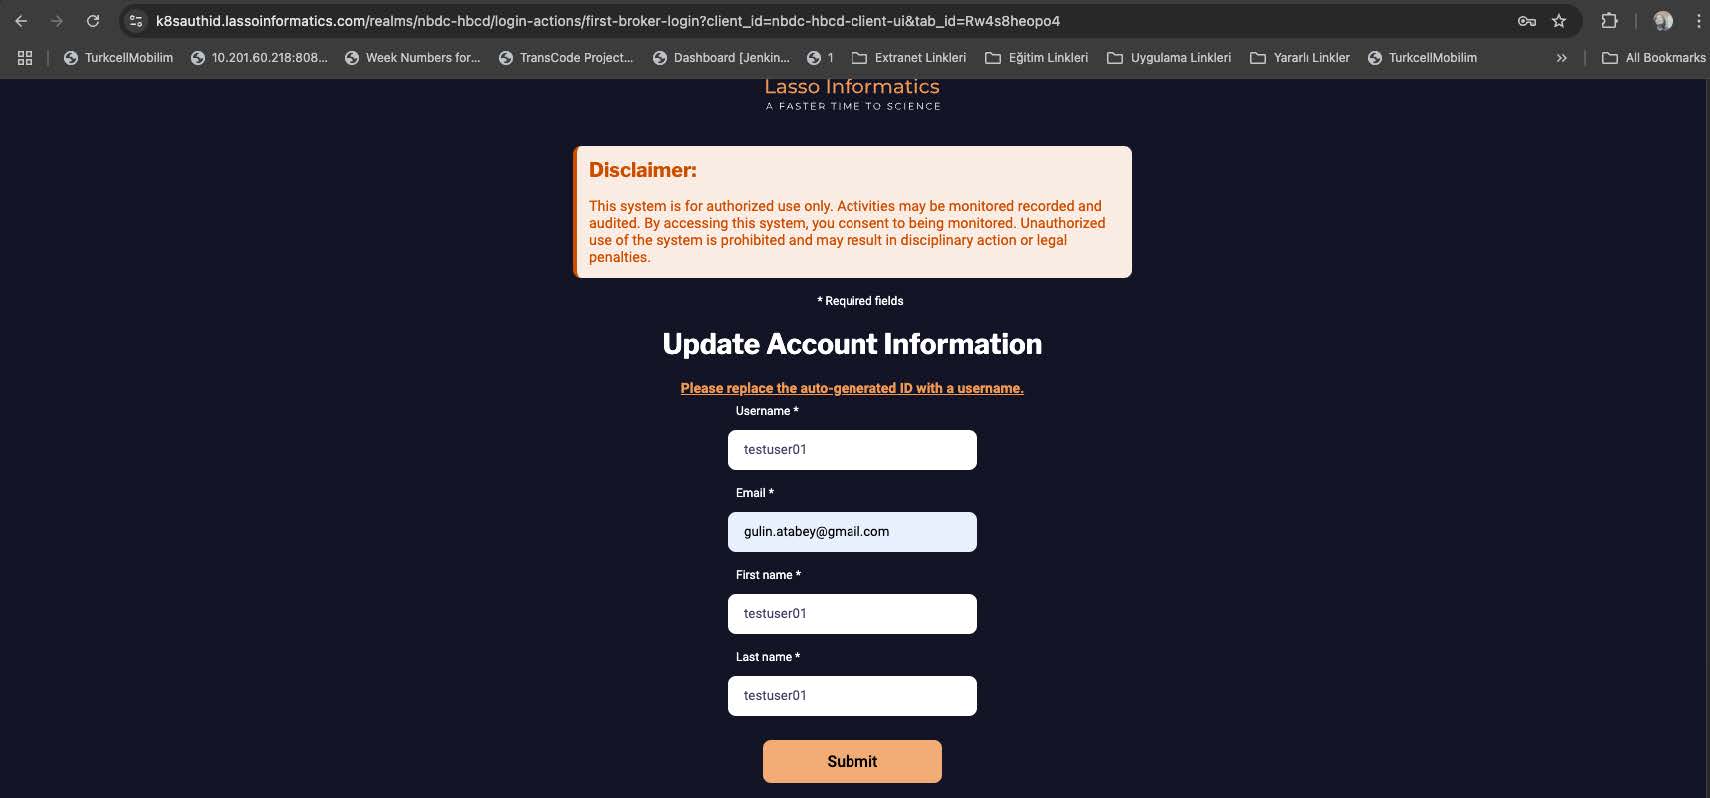 k8sauthid.lassoinformatics.com/realms/nbdc-hbcd/login-actions/first-broker-login?client_id=nbdc-hbcd-client-ui&tab_id=Rw4s8heopo4
TurkcellMobilim 10.201.60.218:808... Week Numbers for... TransCode Project... Dashboard [Jenkin... 1 Extranet Linkleri Eğitim Linkleri Uygulama Linkleri Yararlı Linkler TurkcellMobilim » All Bookmarks
Lasso Informatics
A FASTER TIME TO SCIENCE
Disclaimer:
This system is for authorized use only. Activities may be monitored recorded and
audited. By accessing this system, you consent to being monitored. Unauthorized
use of the system is prohibited and may result in disciplinary action or legal
penalties.
* Required fields
Update Account Information
Please replace the auto-generated ID with a username.
Username *
testuser01
Email *
gulin.atabey@gmail.com
First name *
testuser01
Last name *
testuser01
Submit